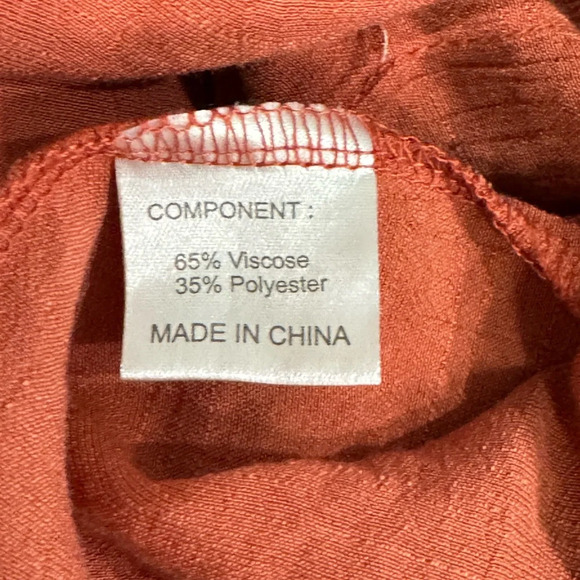 COMPONENT :
65% Viscose
35% Polyester
MADE IN CHINA